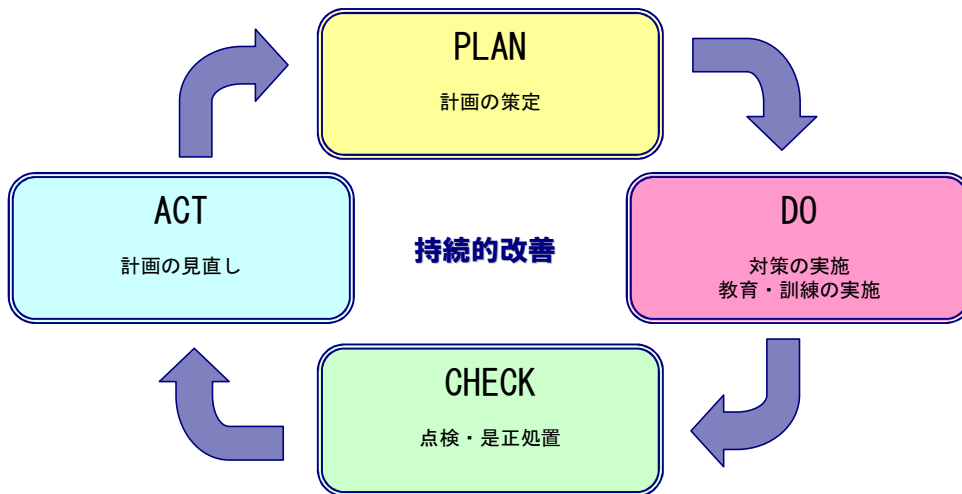 PLAN
計画の策定
ACT
計画の見直し
持続的改善
DO
対策の実施
教育・訓練の実施
CHECK
点検・是正処置